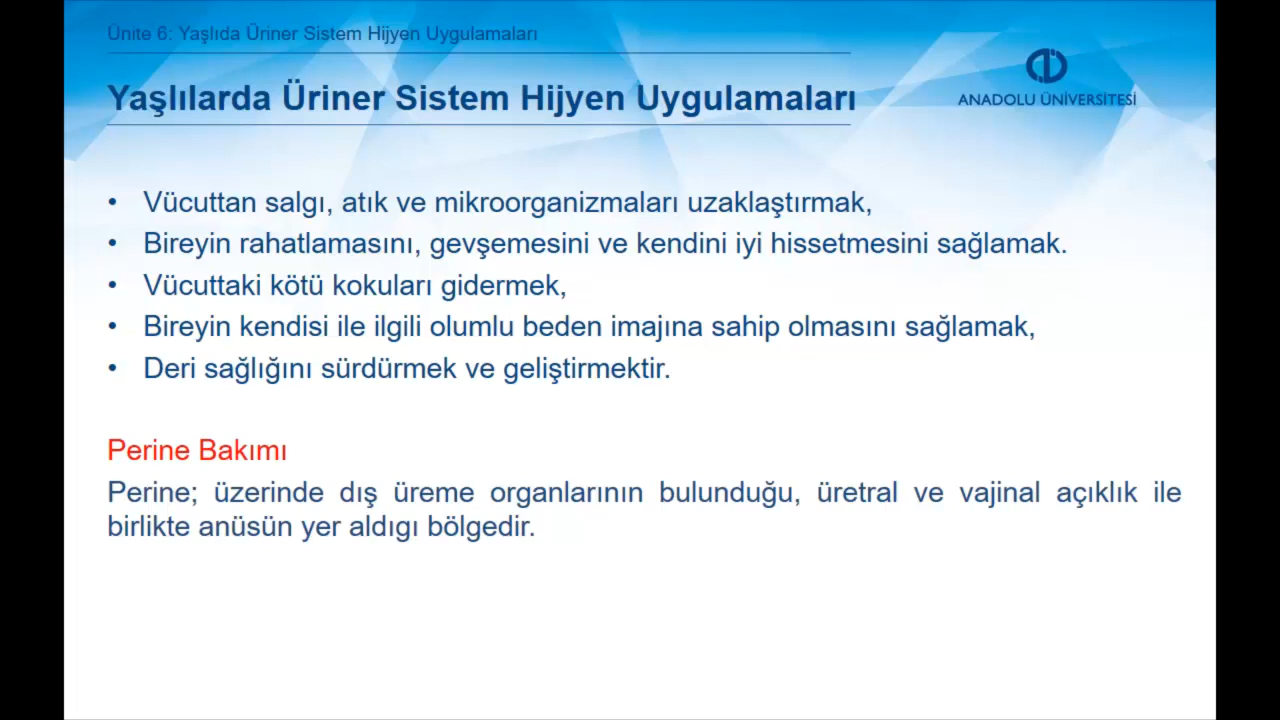 Ünite 6: Yaşlıda Üriner Sistem Hijyen Uygulamaları
Yaşlılarda Üriner Sistem Hijyen Uygulamaları
ANADOLU ÜNİVERSİTESİ
• Vücuttan salgı, atık ve mikroorganizmaları uzaklaştırmak,
• Bireyin rahatlamasını, gevşemesini ve kendini iyi hissetmesini sağlamak.
• Vücuttaki kötü kokuları gidermek,
• Bireyin kendisi ile ilgili olumlu beden imajına sahip olmasını sağlamak,
• Deri sağlığını sürdürmek ve geliştirmektir.
Perine Bakımı
Perine; üzerinde dış üreme organlarının bulunduğu, üretral ve vajinal açıklık ile
birlikte anüsün yer aldıgı bölgedir.